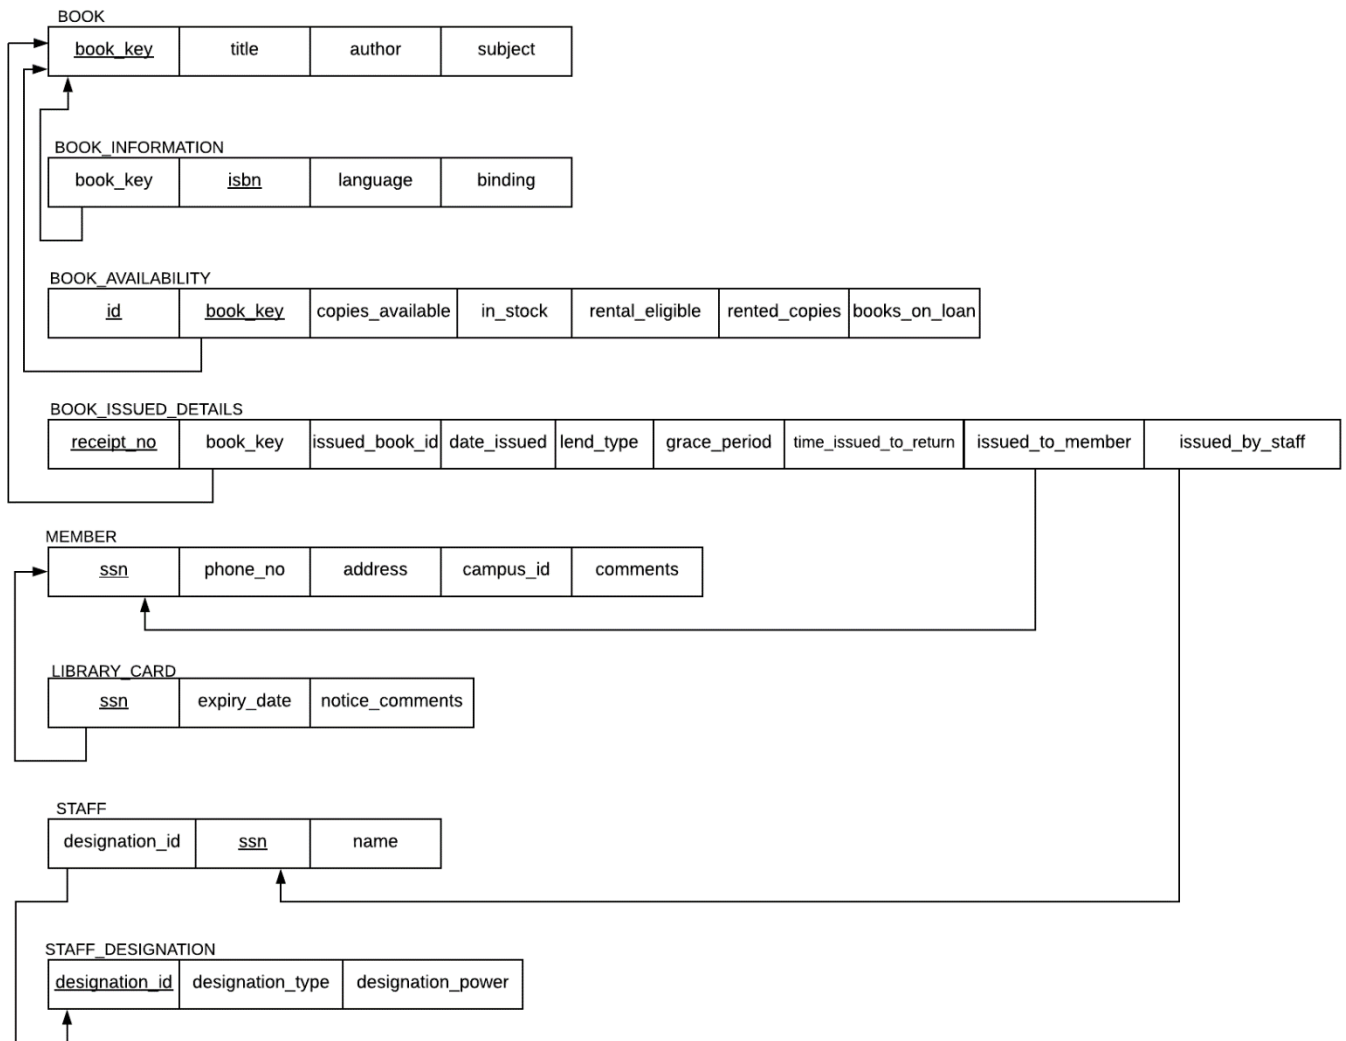 BOOK
book_key title author subject
BOOK_INFORMATION
book_key isbn language binding
BOOK_AVAILABILITY
id book_key copies_available in_stock rental_eligible rented_copies books_on_loan
BOOK_ISSUED_DETAILS
receipt_no book_key issued_book_id date_issued lend_type grace_period time_issued_to_return issued_to_member issued_by_staff
MEMBER
ssn phone_no address campus_id comments
LIBRARY_CARD
ssn expiry_date notice_comments
STAFF
designation_id ssn name
STAFF_DESIGNATION
designation_id designation_type designation_power